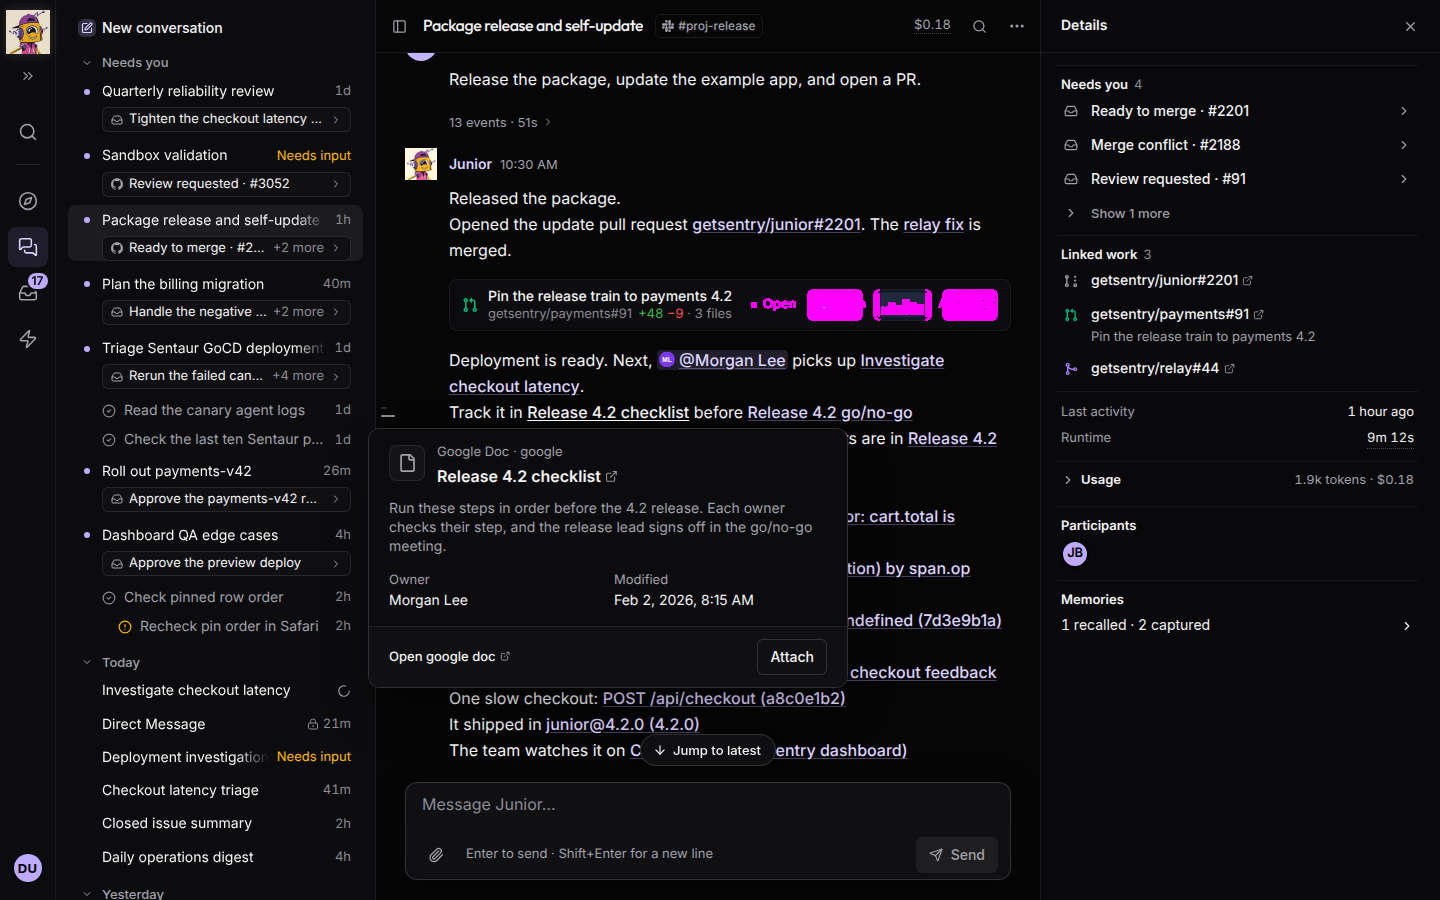 New conversation
Needs you
Quarterly reliability review 1d
Tighten the checkout latency ...
Sandbox validation Needs input
Review requested · #3052
Package release and self-update 1h
Ready to merge · #2... +2 more
Plan the billing migration 40m
Handle the negative ... +2 more
Triage Sentaur GoCD deployment 1d
Rerun the failed can... +4 more
Read the canary agent logs 1d
Check the last ten Sentaur p... 1d
Roll out payments-v42 26m
Approve the payments-v42 r...
Dashboard QA edge cases 4h
Approve the preview deploy
Check pinned row order 2h
Recheck pin order in Safari 2h
Today
Investigate checkout latency
Direct Message 21m
Deployment investigation Needs input
Checkout latency triage 41m
Closed issue summary 2h
Daily operations digest 4h
Yesterday
17
DU
Package release and self-update #proj-release $0.18
Release the package, update the example app, and open a PR.
13 events · 51s
Junior 10:30 AM
Released the package.
Opened the update pull request getsentry/junior#2201. The relay fix is
merged.
Pin the release train to payments 4.2
getsentry/payments#91 +48 −9 · 3 files
Open
Deployment is ready. Next, ML @Morgan Lee picks up Investigate
checkout latency.
Track it in Release 4.2 checklist before Release 4.2 go/no-go
ts are in Release 4.2
or: cart.total is
tion) by span.op
ndefined (7d3e9b1a)
checkout feedback
Google Doc · google
Release 4.2 checklist
Run these steps in order before the 4.2 release. Each owner
checks their step, and the release lead signs off in the go/no-go
meeting.
Owner Modified
Morgan Lee Feb 2, 2026, 8:15 AM
Open google doc Attach
One slow checkout: POST /api/checkout (a8c0e1b2)
It shipped in junior@4.2.0 (4.2.0)
The team watches it on C entry dashboard)
Jump to latest
Message Junior...
Enter to send · Shift+Enter for a new line
Send
Details
Needs you 4
Ready to merge · #2201
Merge conflict · #2188
Review requested · #91
Show 1 more
Linked work 3
getsentry/junior#2201
getsentry/payments#91
Pin the release train to payments 4.2
getsentry/relay#44
Last activity 1 hour ago
Runtime 9m 12s
Usage 1.9k tokens · $0.18
Participants
JB
Memories
1 recalled · 2 captured